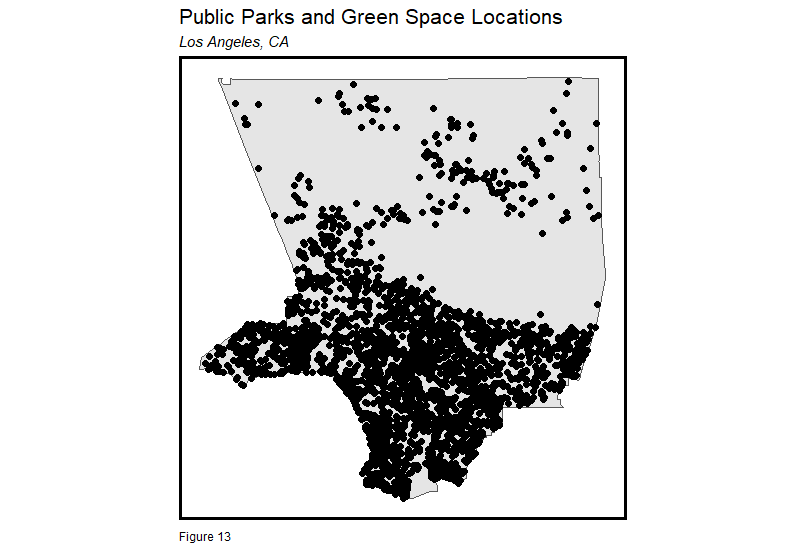 Public Parks and Green Space Locations
Los Angeles, CA
Figure 13